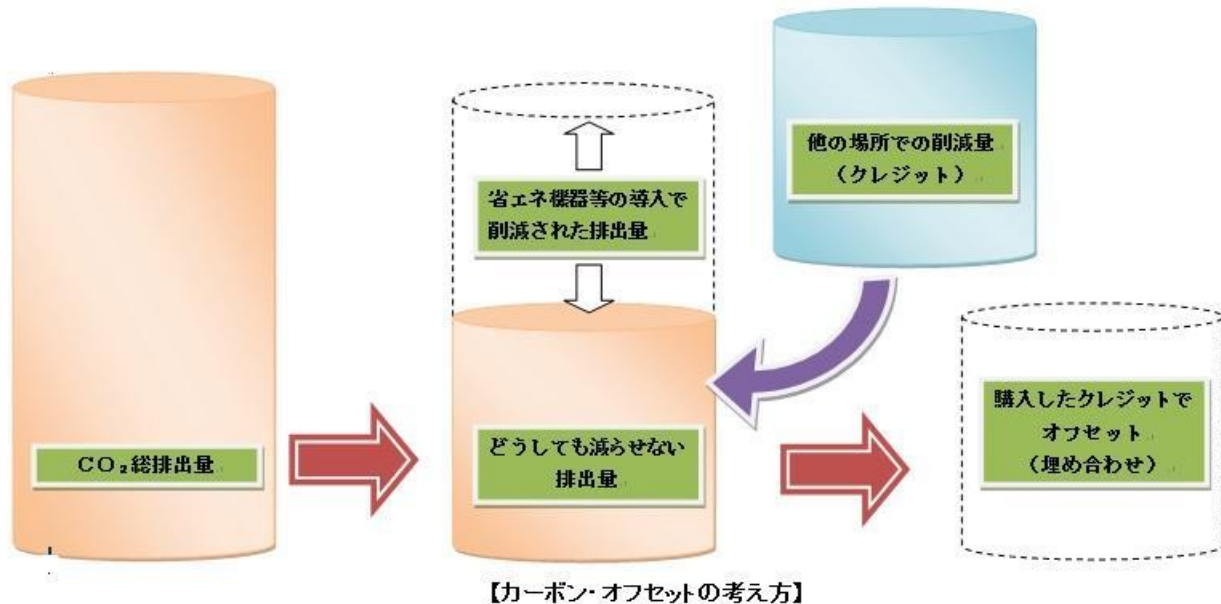 省エネ機器等の導入で
削減された排出量
他の場所での削減量
（クレジット）
CO₂総排出量
どうしても減らせない
排出量
購入したクレジットで
オフセット
（埋め合わせ）
【カーボン・オフセットの考え方】